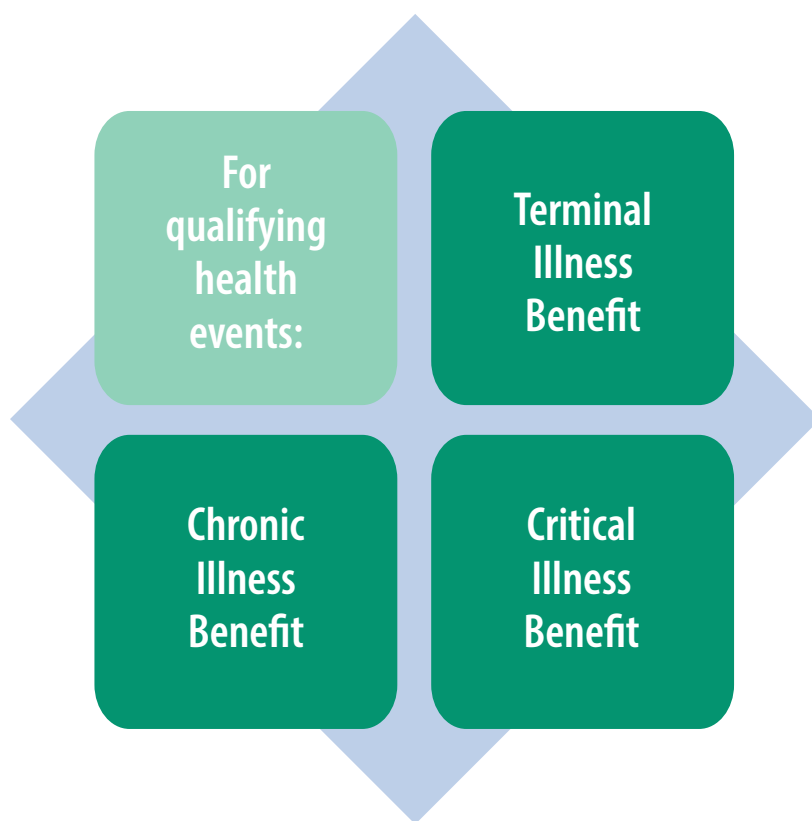 For
qualifying
health
events:
Terminal
Illness
Benefit
Chronic
Illness
Benefit
Critical
Illness
Benefit